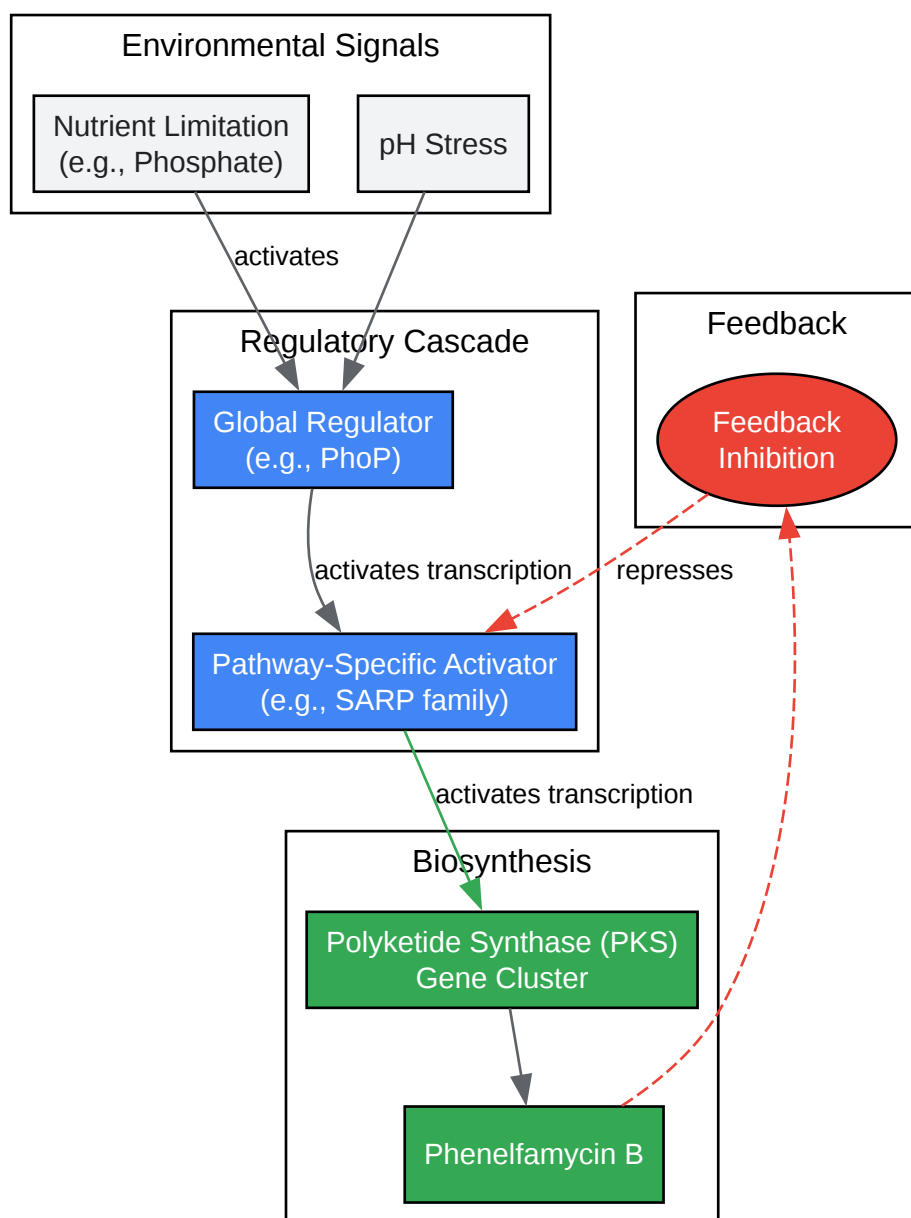 Environmental Signals
Nutrient Limitation
(e.g., Phosphate)
pH Stress
activates
Regulatory Cascade
Feedback
Global Regulator
(e.g., PhoP)
Feedback
Inhibition
activates transcription
represses
Pathway-Specific Activator
(e.g., SARP family)
activates transcription
Biosynthesis
Polyketide Synthase (PKS)
Gene Cluster
Phenelfamycin B